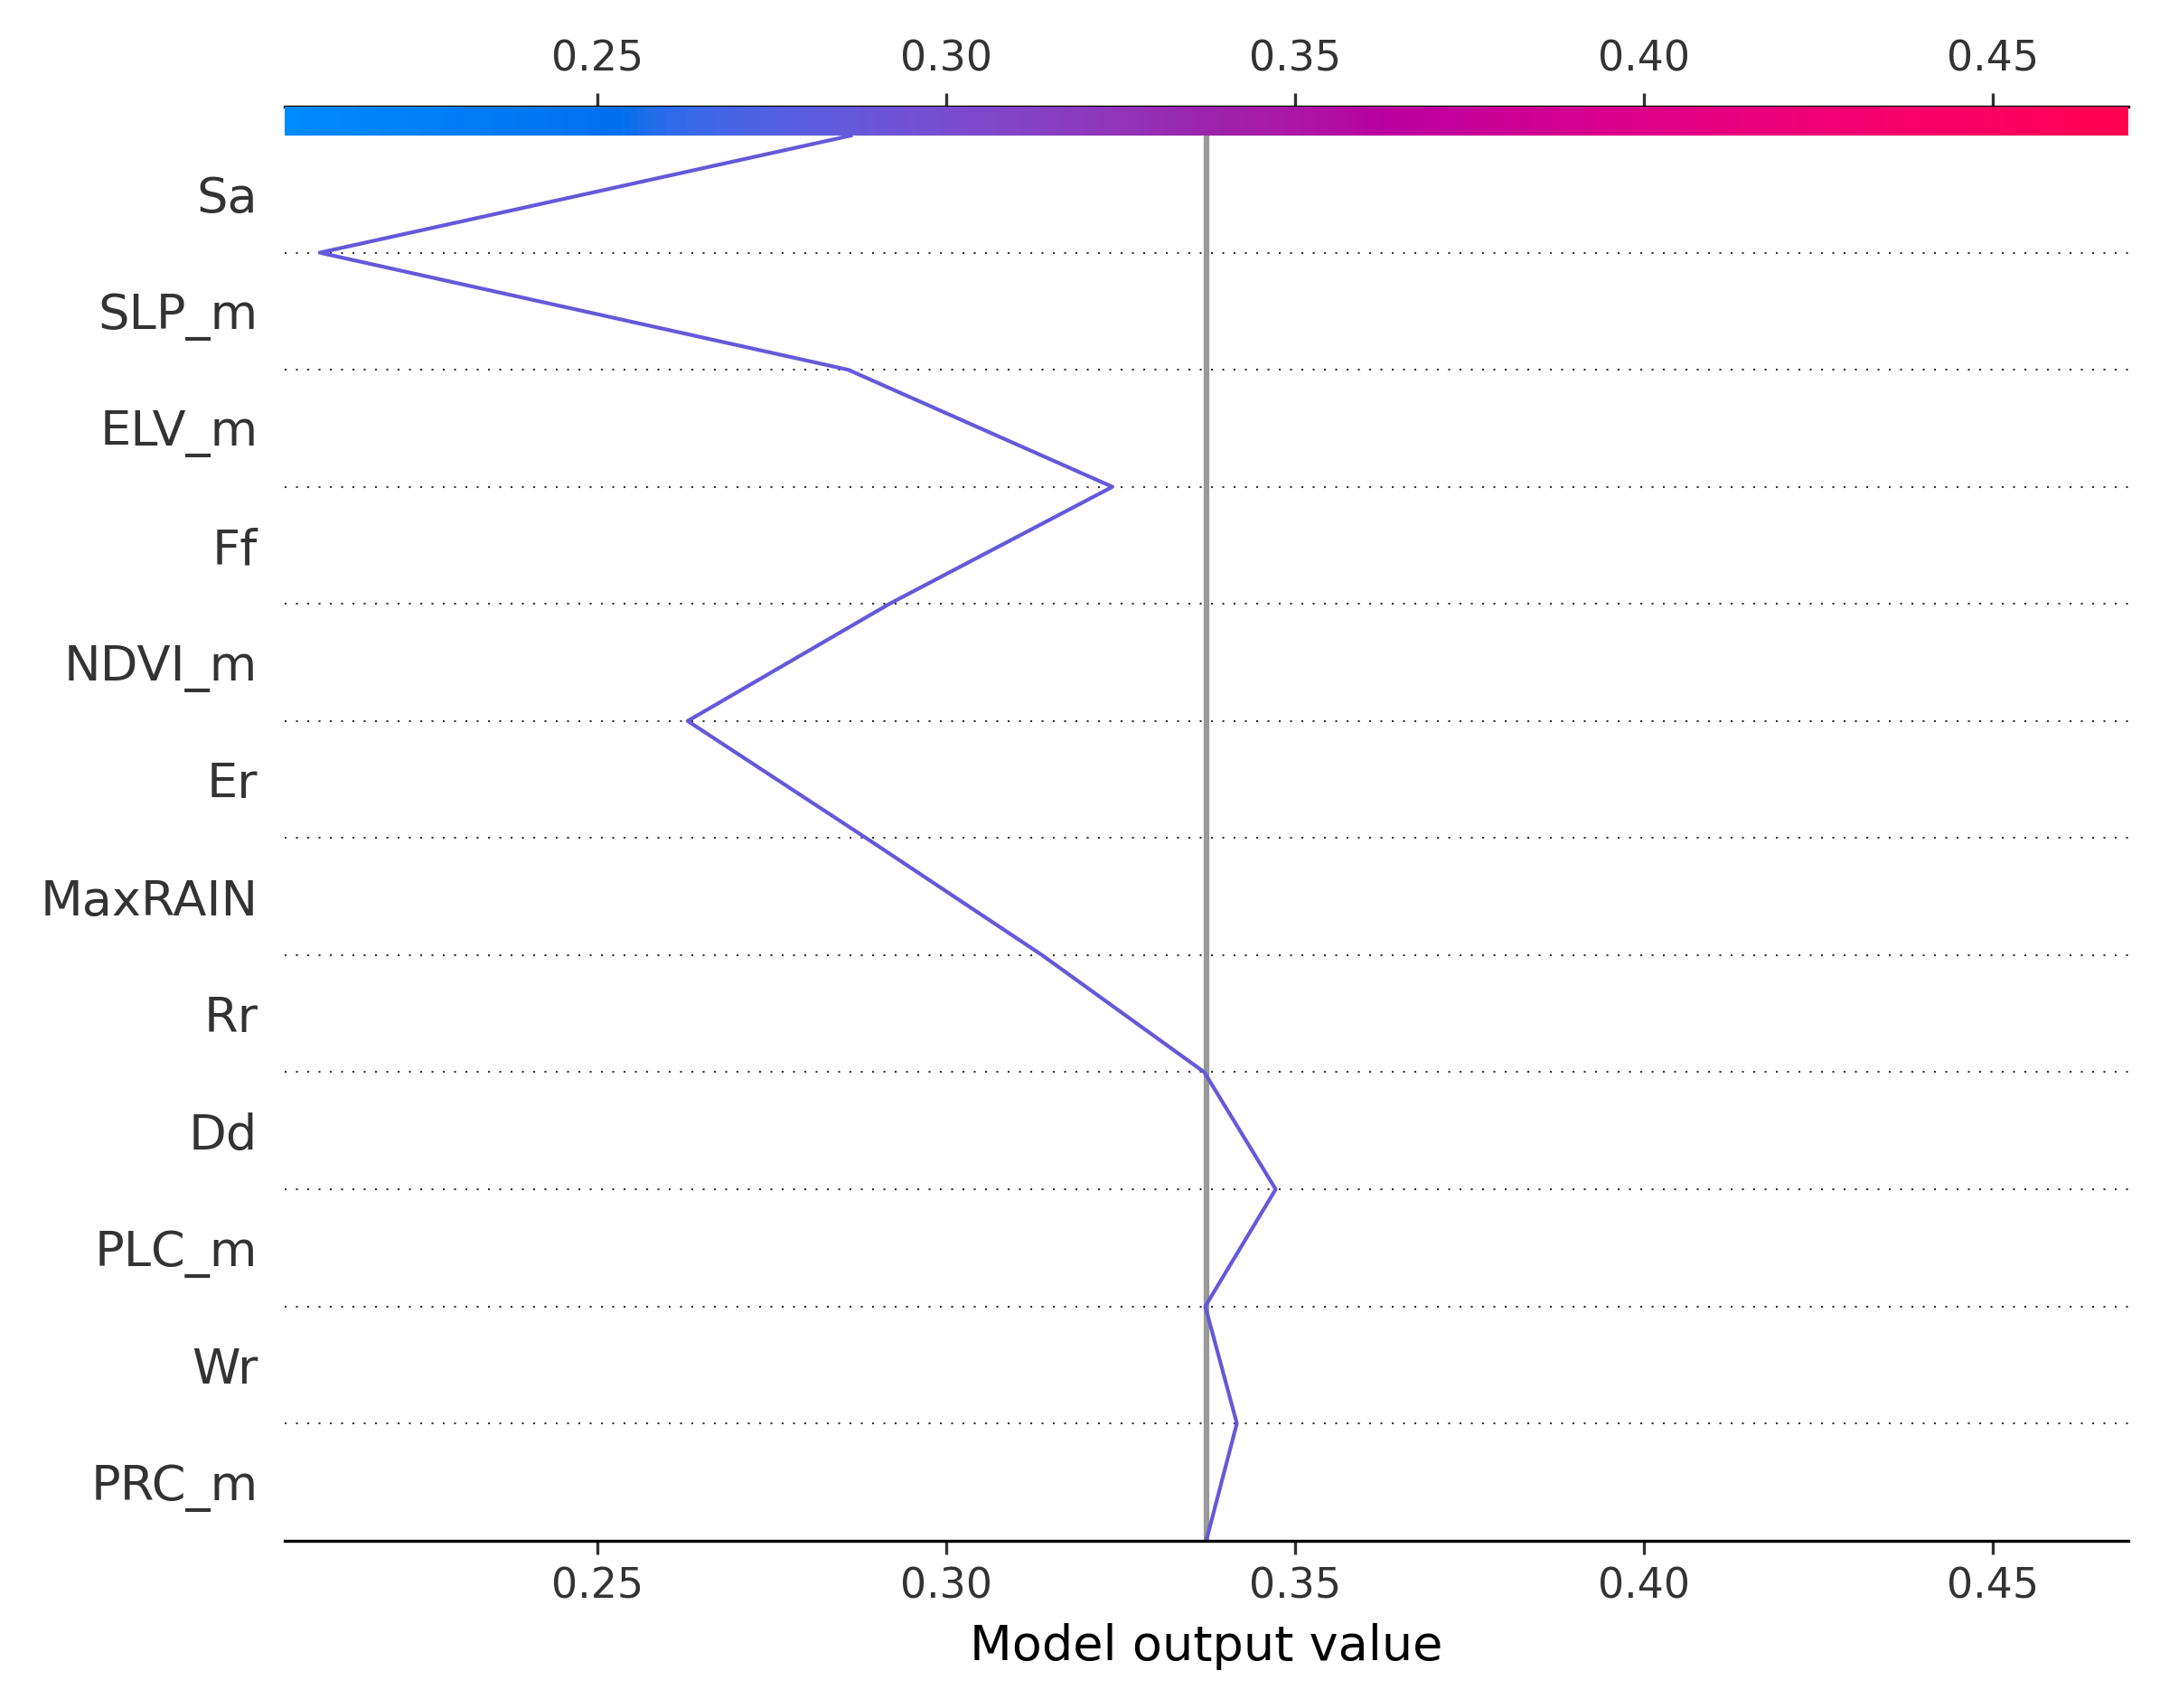 0.25 0.30 0.35 0.40 0.45
Sa
SLP_m
ELV_m
Ff
NDVI_m
Er
MaxRAIN
Rr
Dd
PLC_m
Wr
PRC_m
0.25 0.30 0.35 0.40 0.45
Model output value